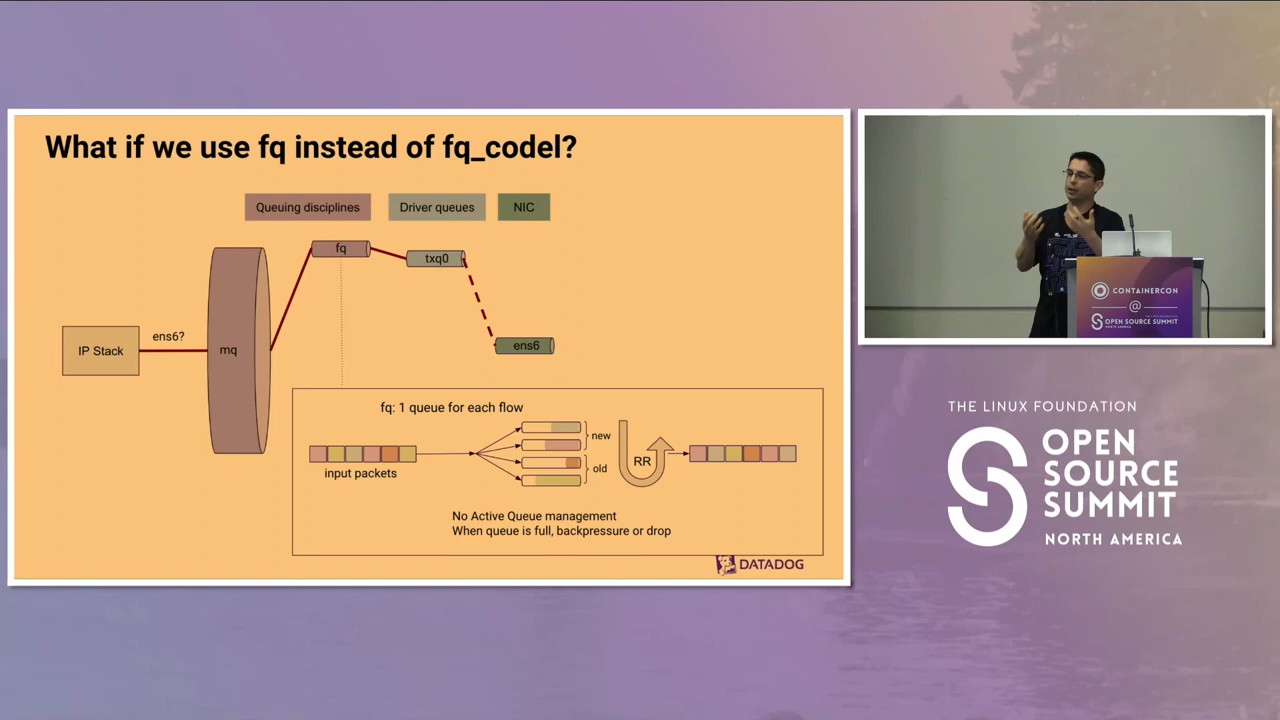 What if we use fq instead of fq_codel?
Queuing disciplines
Driver queues
NIC
fq
txq0
ens6?
IP Stack
mq
ens6
fq: 1 queue for each flow
new
old
RR
input packets
No Active Queue management
When queue is full, backpressure or drop
DATADOG
CONTAINERCON
@
OPEN SOURCE SUMMIT
NORTH AMERICA
THE LINUX FOUNDATION
OPEN
SOURCE
SUMMIT
NORTH AMERICA